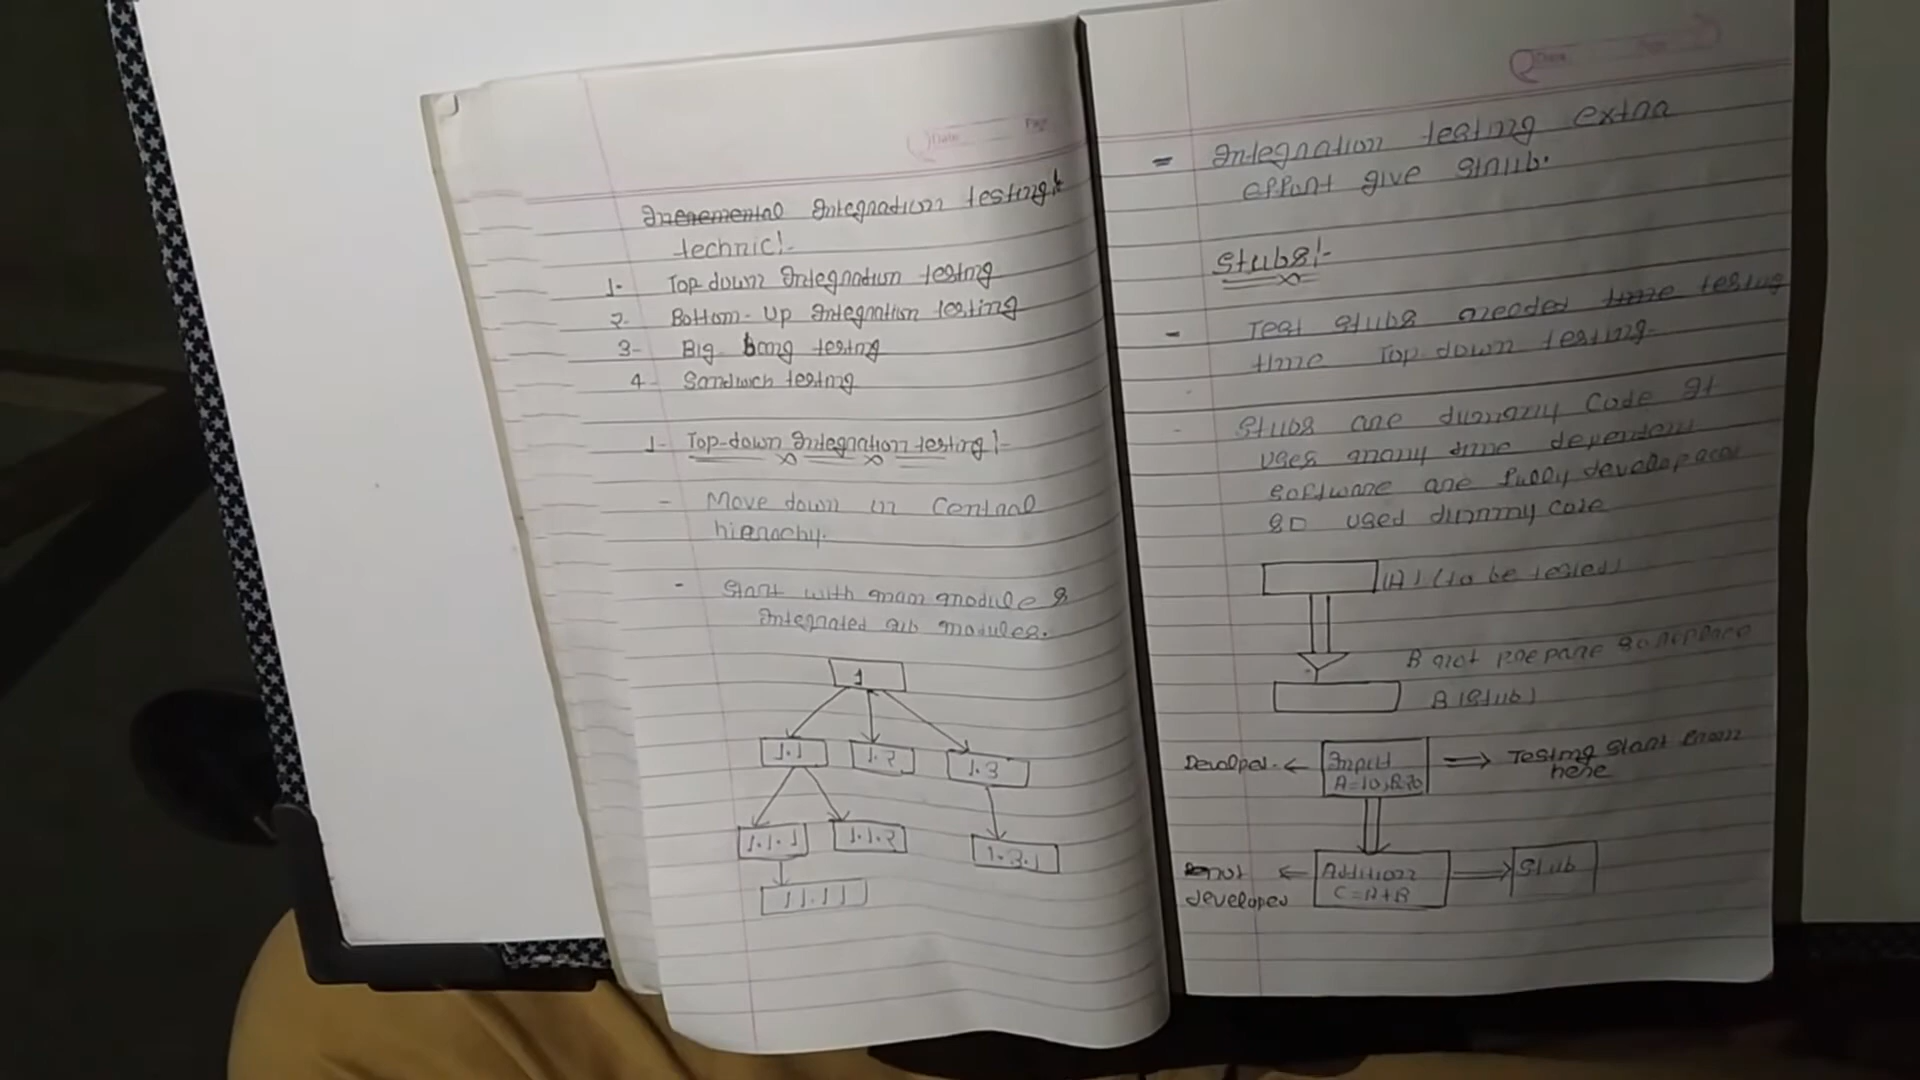 Incremental Integration testing
technic:-
1- Top down Integration testing
2- Bottom-Up Integration testing
3- Big bang testing
4- Sandwich testing
1- Top-down Integration testing:-
- Move down in Control
hierachy.
- Start with main module &
Integrated sub modules.
1
1.1 1.2 1.3
1.1.1 1.1.2 1.3.1
11.11
Date Page
- Integration testing extra
effort give stub.
Stubs:-
- Test stubs needed time testing
time Top down testing.
- Stubs are dummy Code It
uses many time dependent
software are fully
so used dummy
(A) (to be tested)
B not prepare so
B (Stub)
Input
A=10, B=20
Testing start from
here
not
developed
Addition
C=A+B
Stub